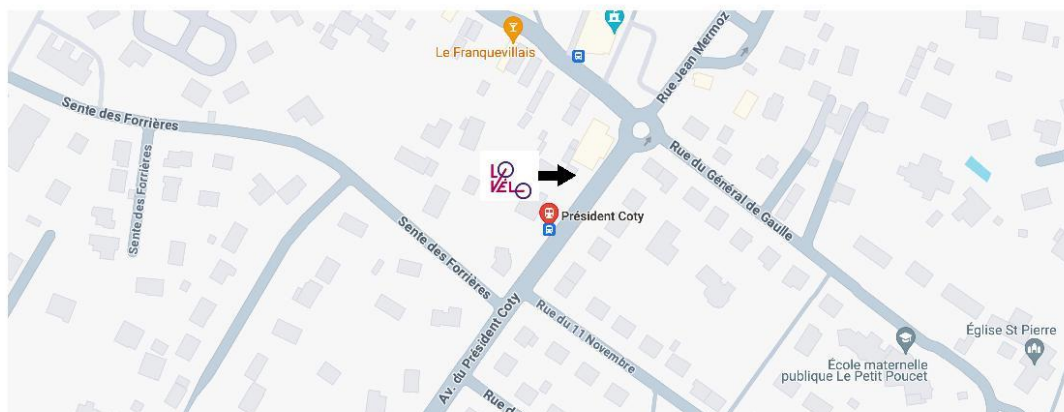 Le Franquevillais
Rue Jean Mermoz
Sente des Forrières
Sente des Forrières
LO
VÉLO
Rue du Général de Gaulle
Président Coty
Sente des Forrières
Av. du Président Coty
Rue du 11 Novembre
Église St Pierre
École maternelle
publique Le Petit Poucet
Rue d